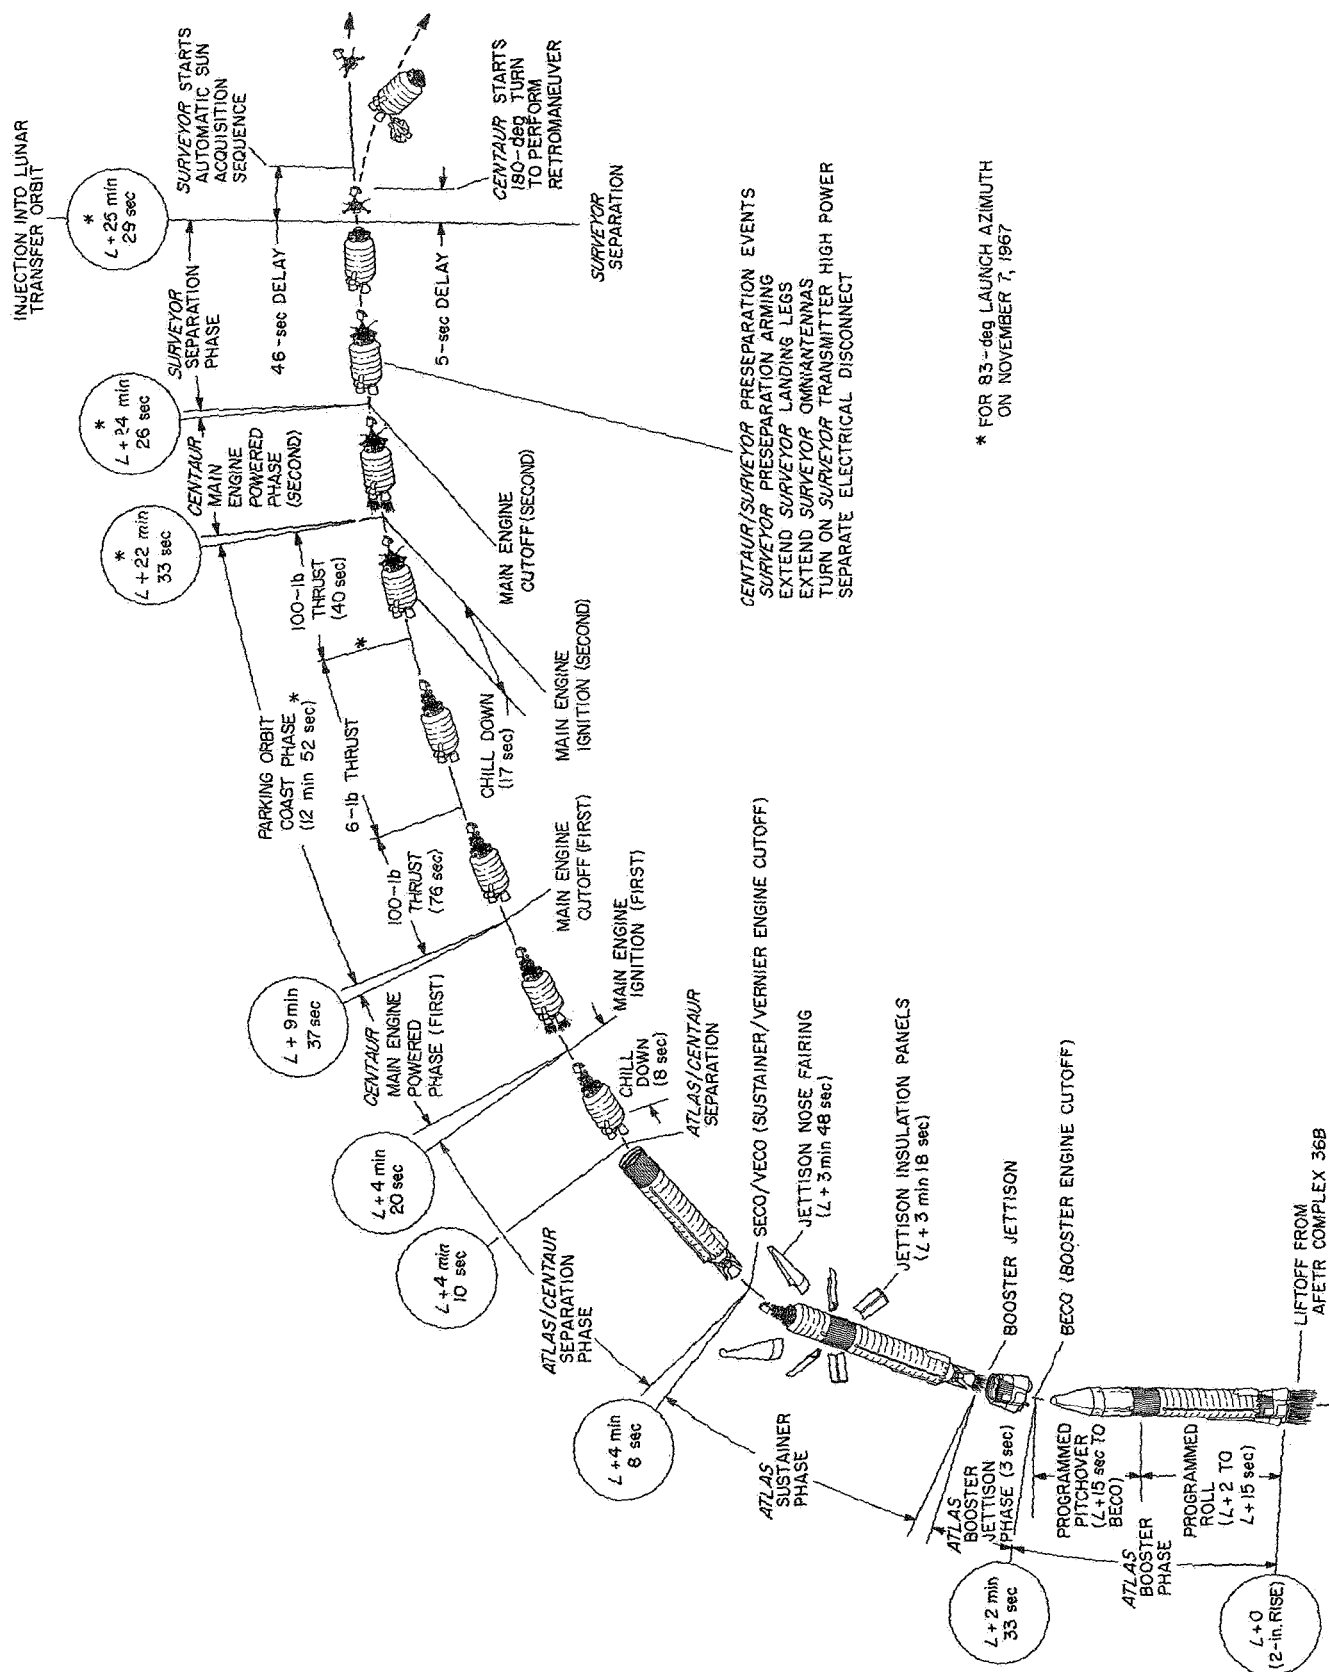 INJECTION INTO LUNAR
TRANSFER ORBIT
*
L + 25 min
29 sec
SURVEYOR STARTS
AUTOMATIC SUN
ACQUISITION
SEQUENCE
SURVEYOR
SEPARATION
PHASE
46-sec DELAY
5-sec DELAY
CENTAUR STARTS
180-deg TURN
TO PERFORM
RETROMANEUVER
SURVEYOR
SEPARATION
*
L + 24 min
26 sec
CENTAUR
MAIN
ENGINE
POWERED
PHASE
(SECOND)
*
L + 22 min
33 sec
MAIN ENGINE
CUTOFF (SECOND)
CENTAUR/SURVEYOR PRESEPARATION EVENTS
SURVEYOR PRESEPARATION ARMING
EXTEND SURVEYOR LANDING LEGS
EXTEND SURVEYOR OMNIANTENNAS
TURN ON SURVEYOR TRANSMITTER HIGH POWER
SEPARATE ELECTRICAL DISCONNECT
* FOR 83-deg LAUNCH AZIMUTH
ON NOVEMBER 7, 1967
PARKING ORBIT
COAST PHASE *
(12 min 52 sec)
100-lb
THRUST
(40 sec)
*
6-lb THRUST
100-lb
THRUST
(76 sec)
CHILL DOWN
(17 sec)
MAIN ENGINE
IGNITION (SECOND)
MAIN ENGINE
CUTOFF (FIRST)
L + 9 min
37 sec
CENTAUR
MAIN ENGINE
POWERED
PHASE (FIRST)
MAIN ENGINE
IGNITION (FIRST)
L + 4 min
20 sec
CHILL
DOWN
(8 sec)
ATLAS/CENTAUR
SEPARATION
L + 4 min
10 sec
ATLAS/CENTAUR
SEPARATION
PHASE
SECO/VECO (SUSTAINER/VERNIER ENGINE CUTOFF)
JETTISON NOSE FAIRING
(L + 3 min 48 sec)
JETTISON INSULATION PANELS
(L + 3 min 18 sec)
L + 4 min
8 sec
ATLAS
SUSTAINER
PHASE
BOOSTER JETTISON
BECO (BOOSTER ENGINE CUTOFF)
ATLAS
BOOSTER
JETTISON
PHASE (3 sec)
L + 2 min
33 sec
PROGRAMMED
PITCHOVER
(L + 15 sec TO
BECO)
PROGRAMMED
ROLL
(L + 2 TO
L + 15 sec)
ATLAS
BOOSTER
PHASE
L + 0
(2-in. RISE)
LIFTOFF FROM
AFETR COMPLEX 36B